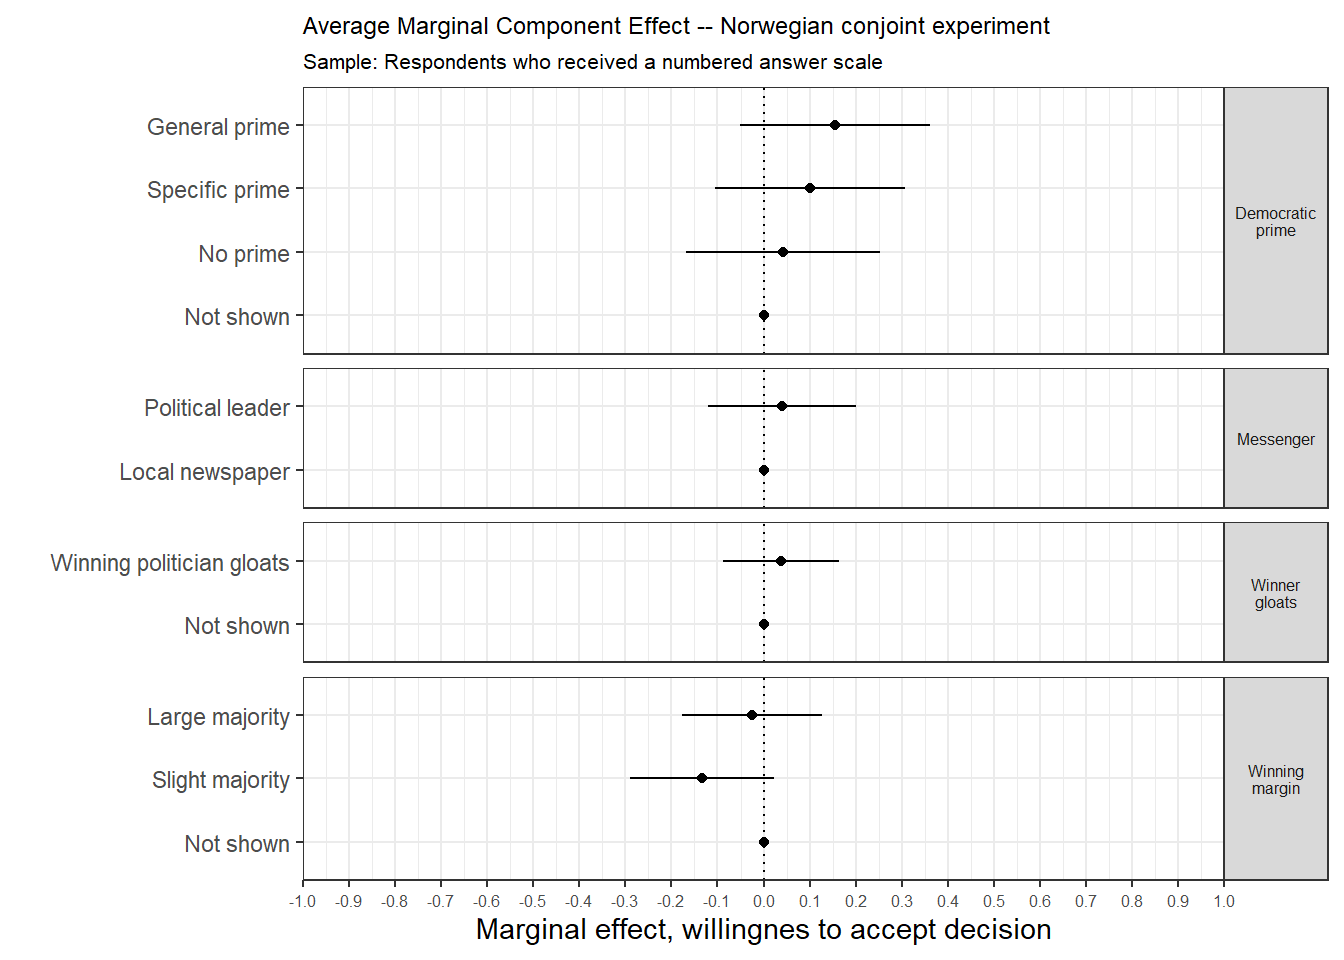 Average Marginal Component Effect -- Norwegian conjoint experiment
Sample: Respondents who received a numbered answer scale
General prime
Specific prime
No prime
Not shown
Democratic
prime
Political leader
Local newspaper
Messenger
Winning politician gloats
Not shown
Winner
gloats
Large majority
Slight majority
Not shown
Winning
margin
-1.0 -0.9 -0.8 -0.7 -0.6 -0.5 -0.4 -0.3 -0.2 -0.1 0.0 0.1 0.2 0.3 0.4 0.5 0.6 0.7 0.8 0.9 1.0
Marginal effect, willingnes to accept decision